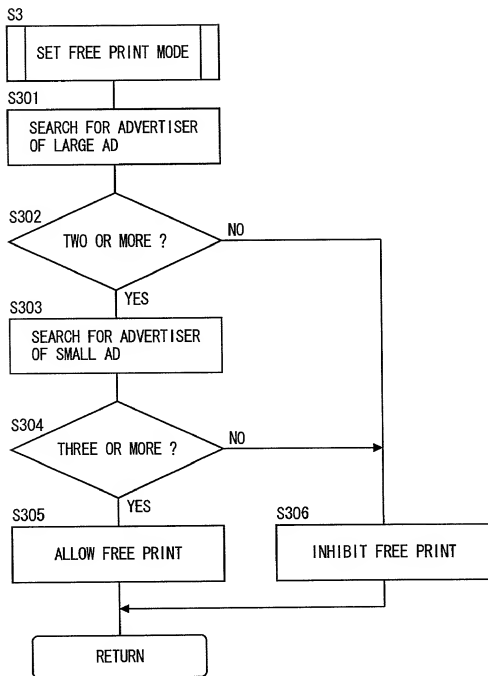 S3
SET FREE PRINT MODE
S301
SEARCH FOR ADVERTISER
OF LARGE AD
S302
TWO OR MORE ?
NO
YES
S303
SEARCH FOR ADVERTISER
OF SMALL AD
S304
THREE OR MORE ?
NO
YES
S305
ALLOW FREE PRINT
S306
INHIBIT FREE PRINT
RETURN